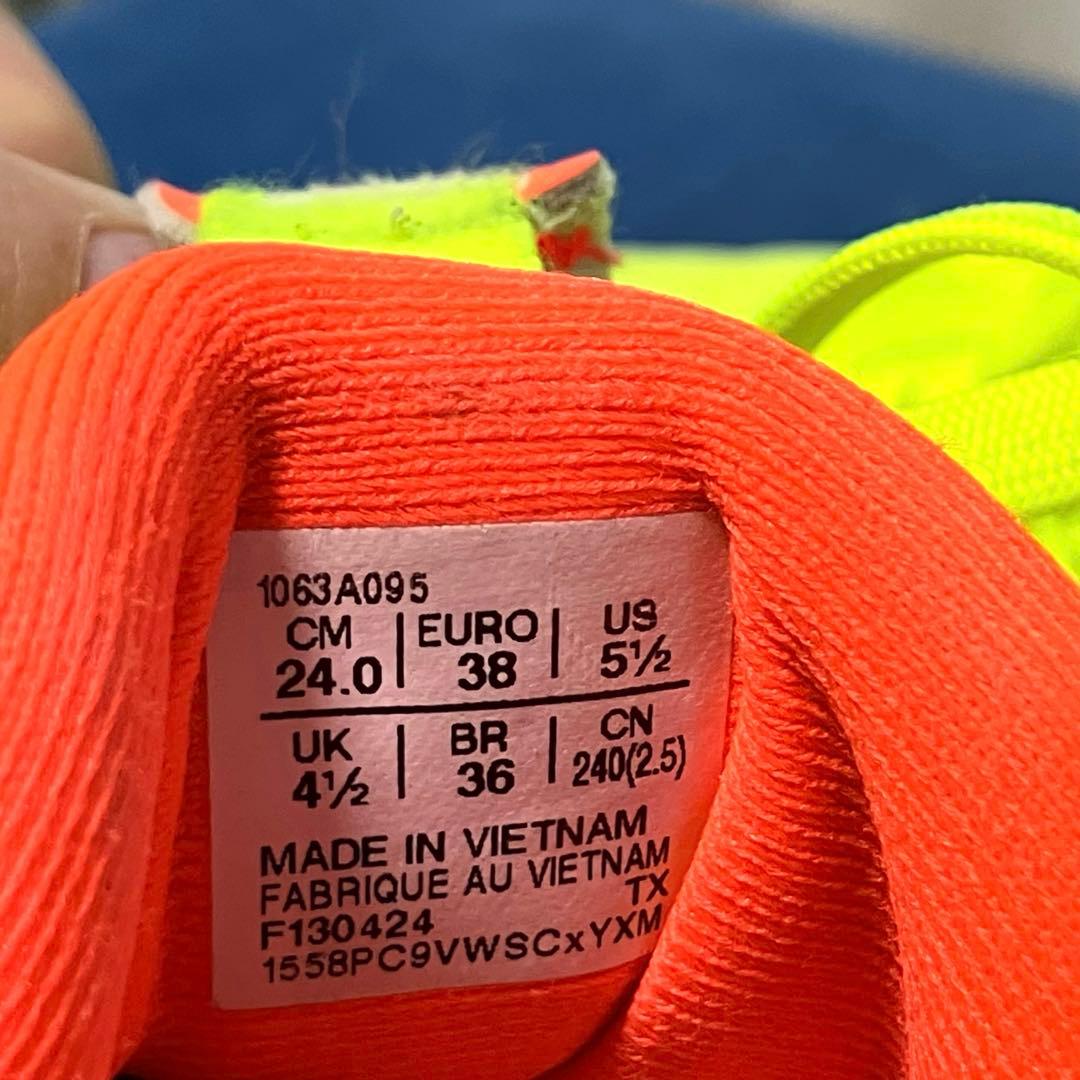 1063A095
CM | EURO | US
24.0 | 38 | 5½
UK | BR | CN
4½ | 36 | 240(2.5)
MADE IN VIETNAM
FABRIQUE AU VIETNAM
TX
F130424
1558PC9VWSCxYXM